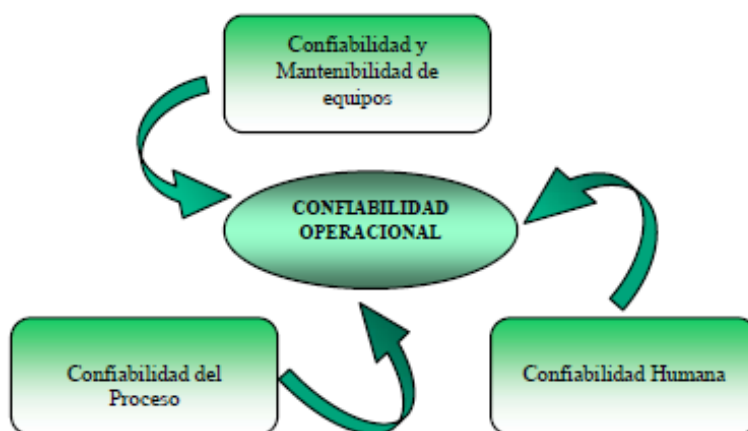 Confiabilidad y
Mantenibilidad de
equipos
CONFIABILIDAD
OPERACIONAL
Confiabilidad del
Proceso
Confiabilidad Humana